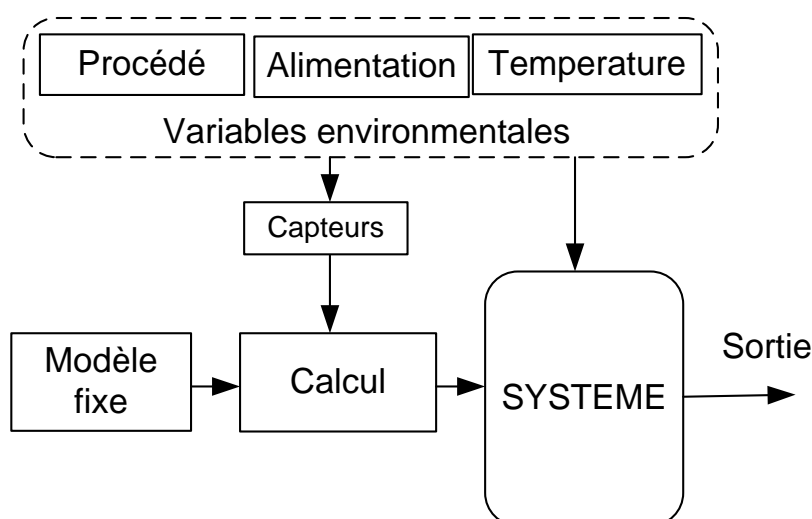 Procédé
Alimentation
Temperature
Variables environmentales
Capteurs
Modèle
fixe
Calcul
SYSTEME
Sortie